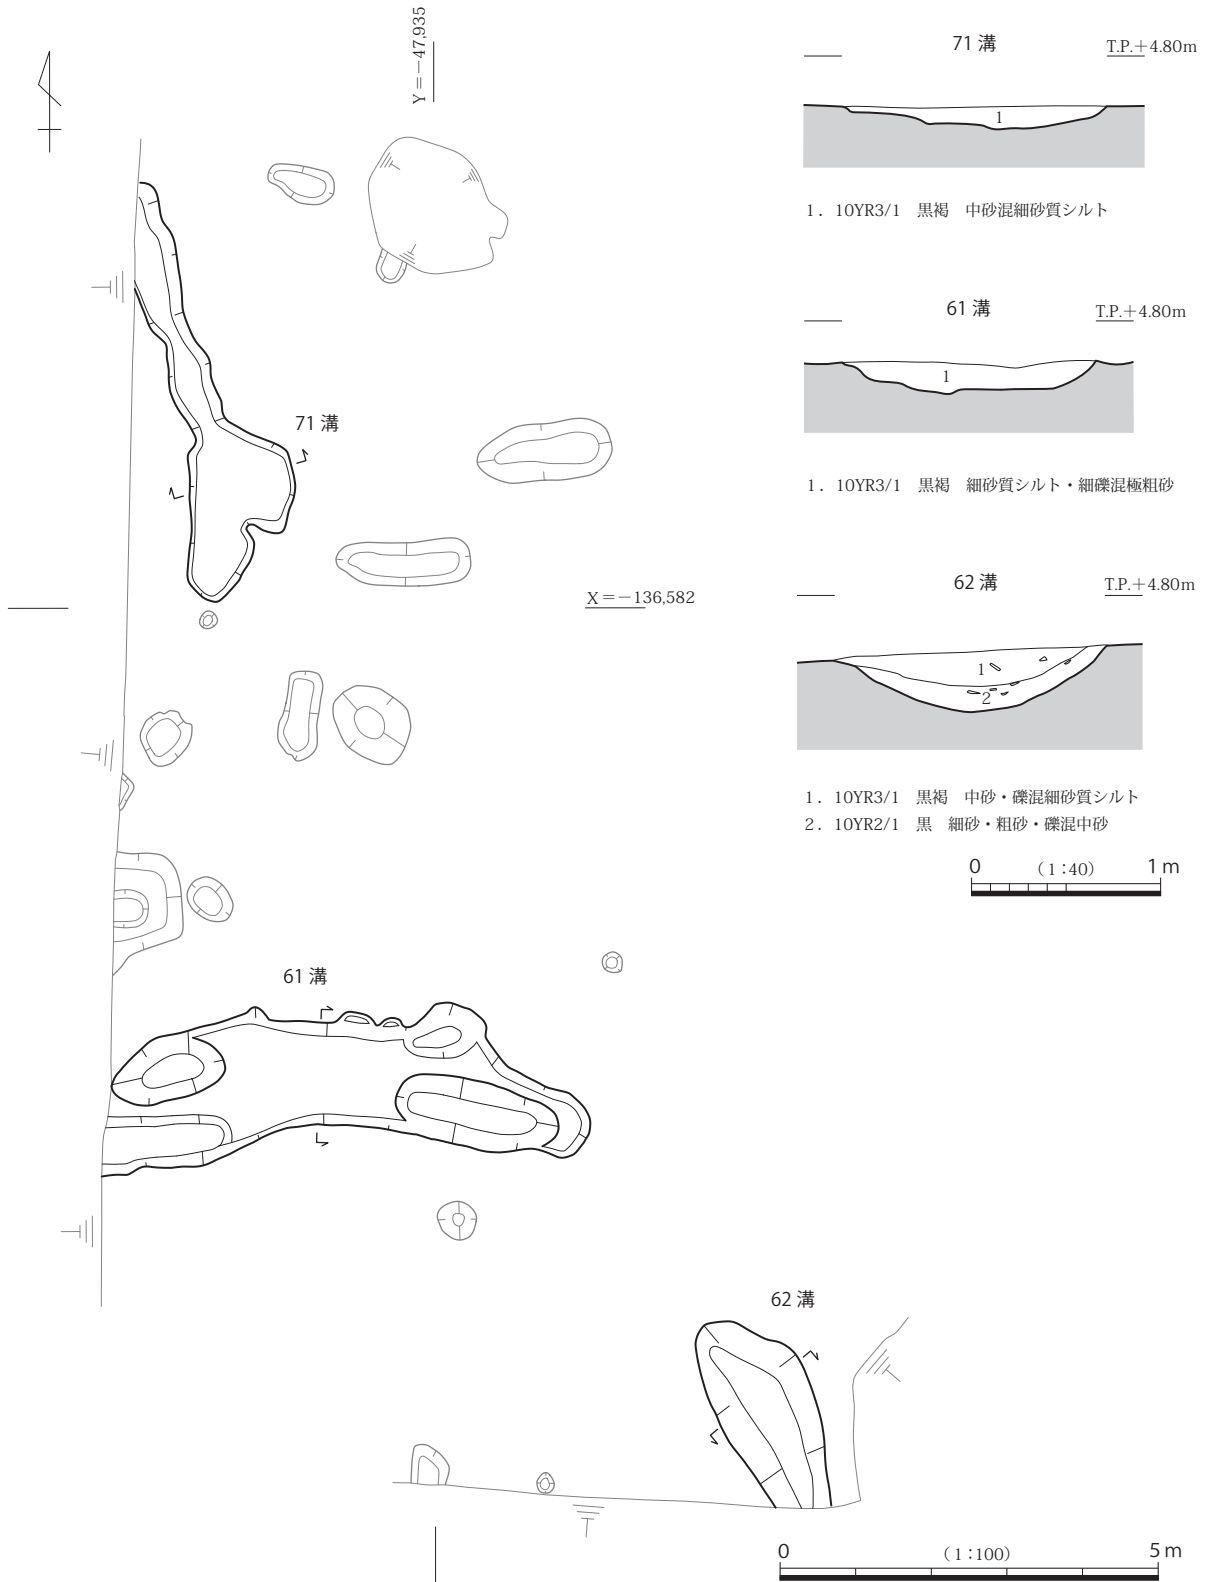 Y＝－47,935
71 溝
T.P.＋4.80m
1
1．10YR3/1　黒褐　中砂混細砂質シルト
61 溝
T.P.＋4.80m
1
1．10YR3/1　黒褐　細砂質シルト・細礫混極粗砂
71 溝
62 溝
T.P.＋4.80m
X＝－136,582
1
2
1．10YR3/1　黒褐　中砂・礫混細砂質シルト
2．10YR2/1　黒　細砂・粗砂・礫混中砂
0　（1：40）　1 m
61 溝
62 溝
0　（1：100）　5 m